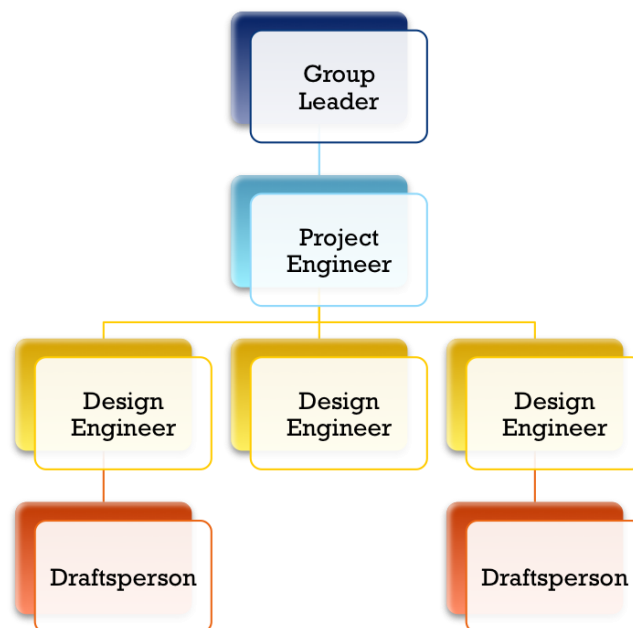 Group
Leader
Project
Engineer
Design
Engineer
Design
Engineer
Design
Engineer
Draftsperson
Draftsperson